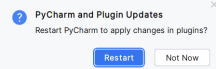 PyCharm and Plugin Updates
Restart PyCharm to apply changes in plugins?
Restart
Not Now